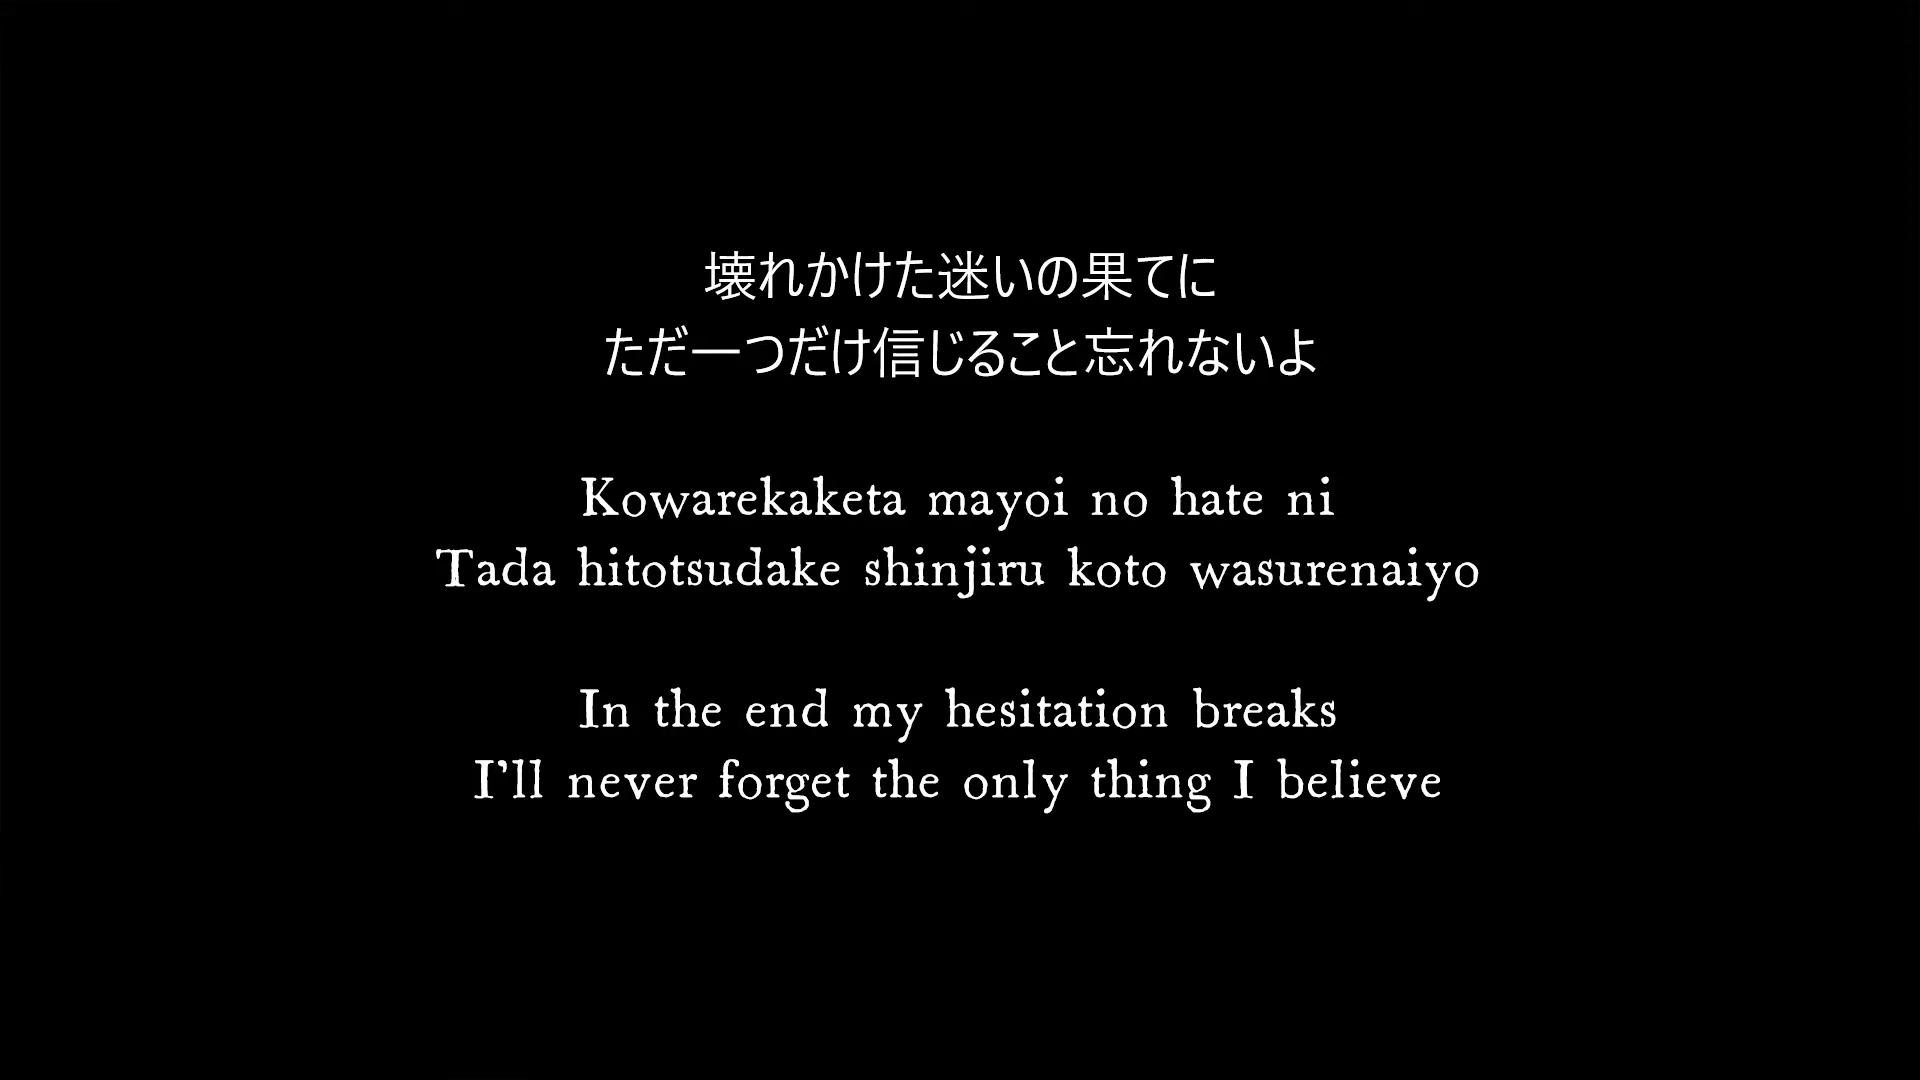 壊れかけた迷いの果てに
ただ一つだけ信じること忘れないよ
Kowarekaketa mayoi no hate ni
Tada hitotsudake shinjiru koto wasurenaiyo
In the end my hesitation breaks
I'll never forget the only thing I believe